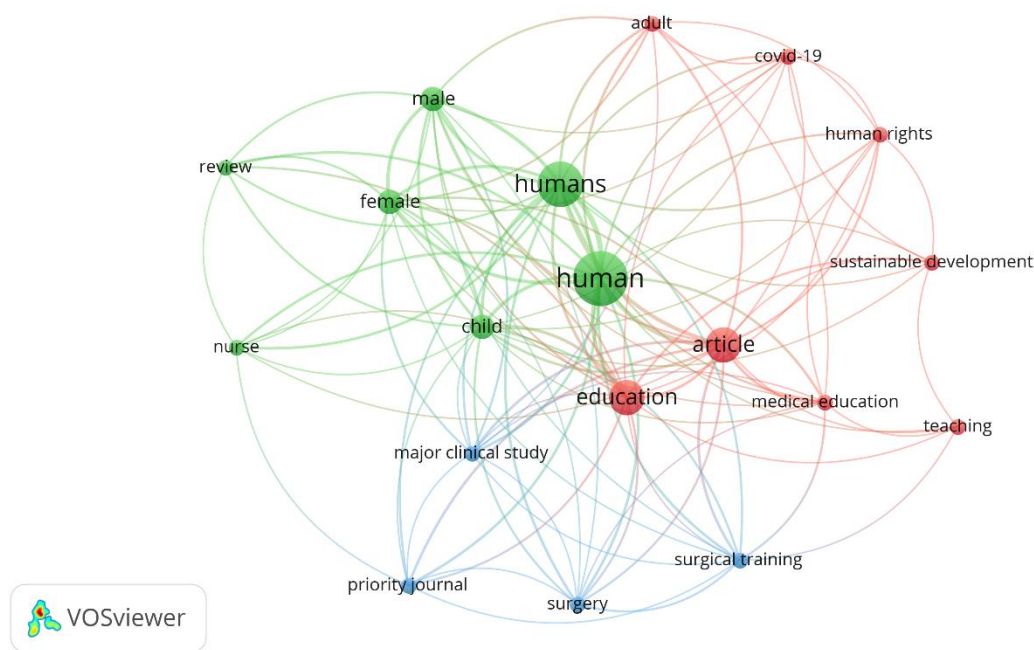 adult
covid-19
male
human rights
review
humans
female
sustainable development
human
child
article
nurse
education
medical education
teaching
major clinical study
surgical training
priority journal
surgery
VOSviewer